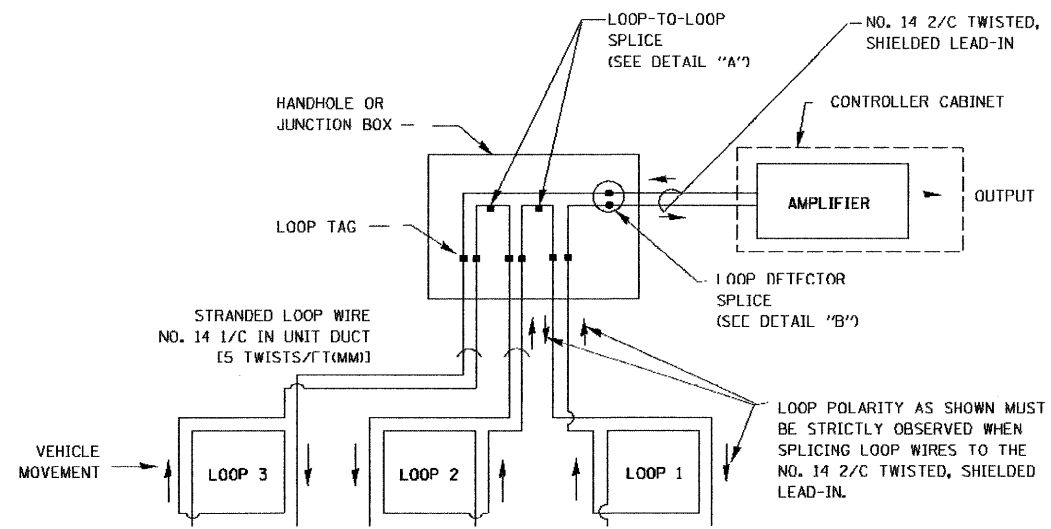 LOOP-TO-LOOP
SPLICE
(SEE DETAIL "A")
NO. 14 2/C TWISTED,
SHIELDED LEAD-IN
HANDHOLE OR
JUNCTION BOX
CONTROLLER CABINET
AMPLIFIER
OUTPUT
LOOP TAG
LOOP DETECTOR
SPLICE
(SEE DETAIL "B")
STRANDED LOOP WIRE
NO. 14 1/C IN UNIT DUCT
[5 TWISTS/FT(MM)]
LOOP POLARITY AS SHOWN MUST
BE STRICTLY OBSERVED WHEN
SPLICING LOOP WIRES TO THE
NO. 14 2/C TWISTED, SHIELDED
LEAD-IN.
VEHICLE
MOVEMENT
LOOP 3
LOOP 2
LOOP 1